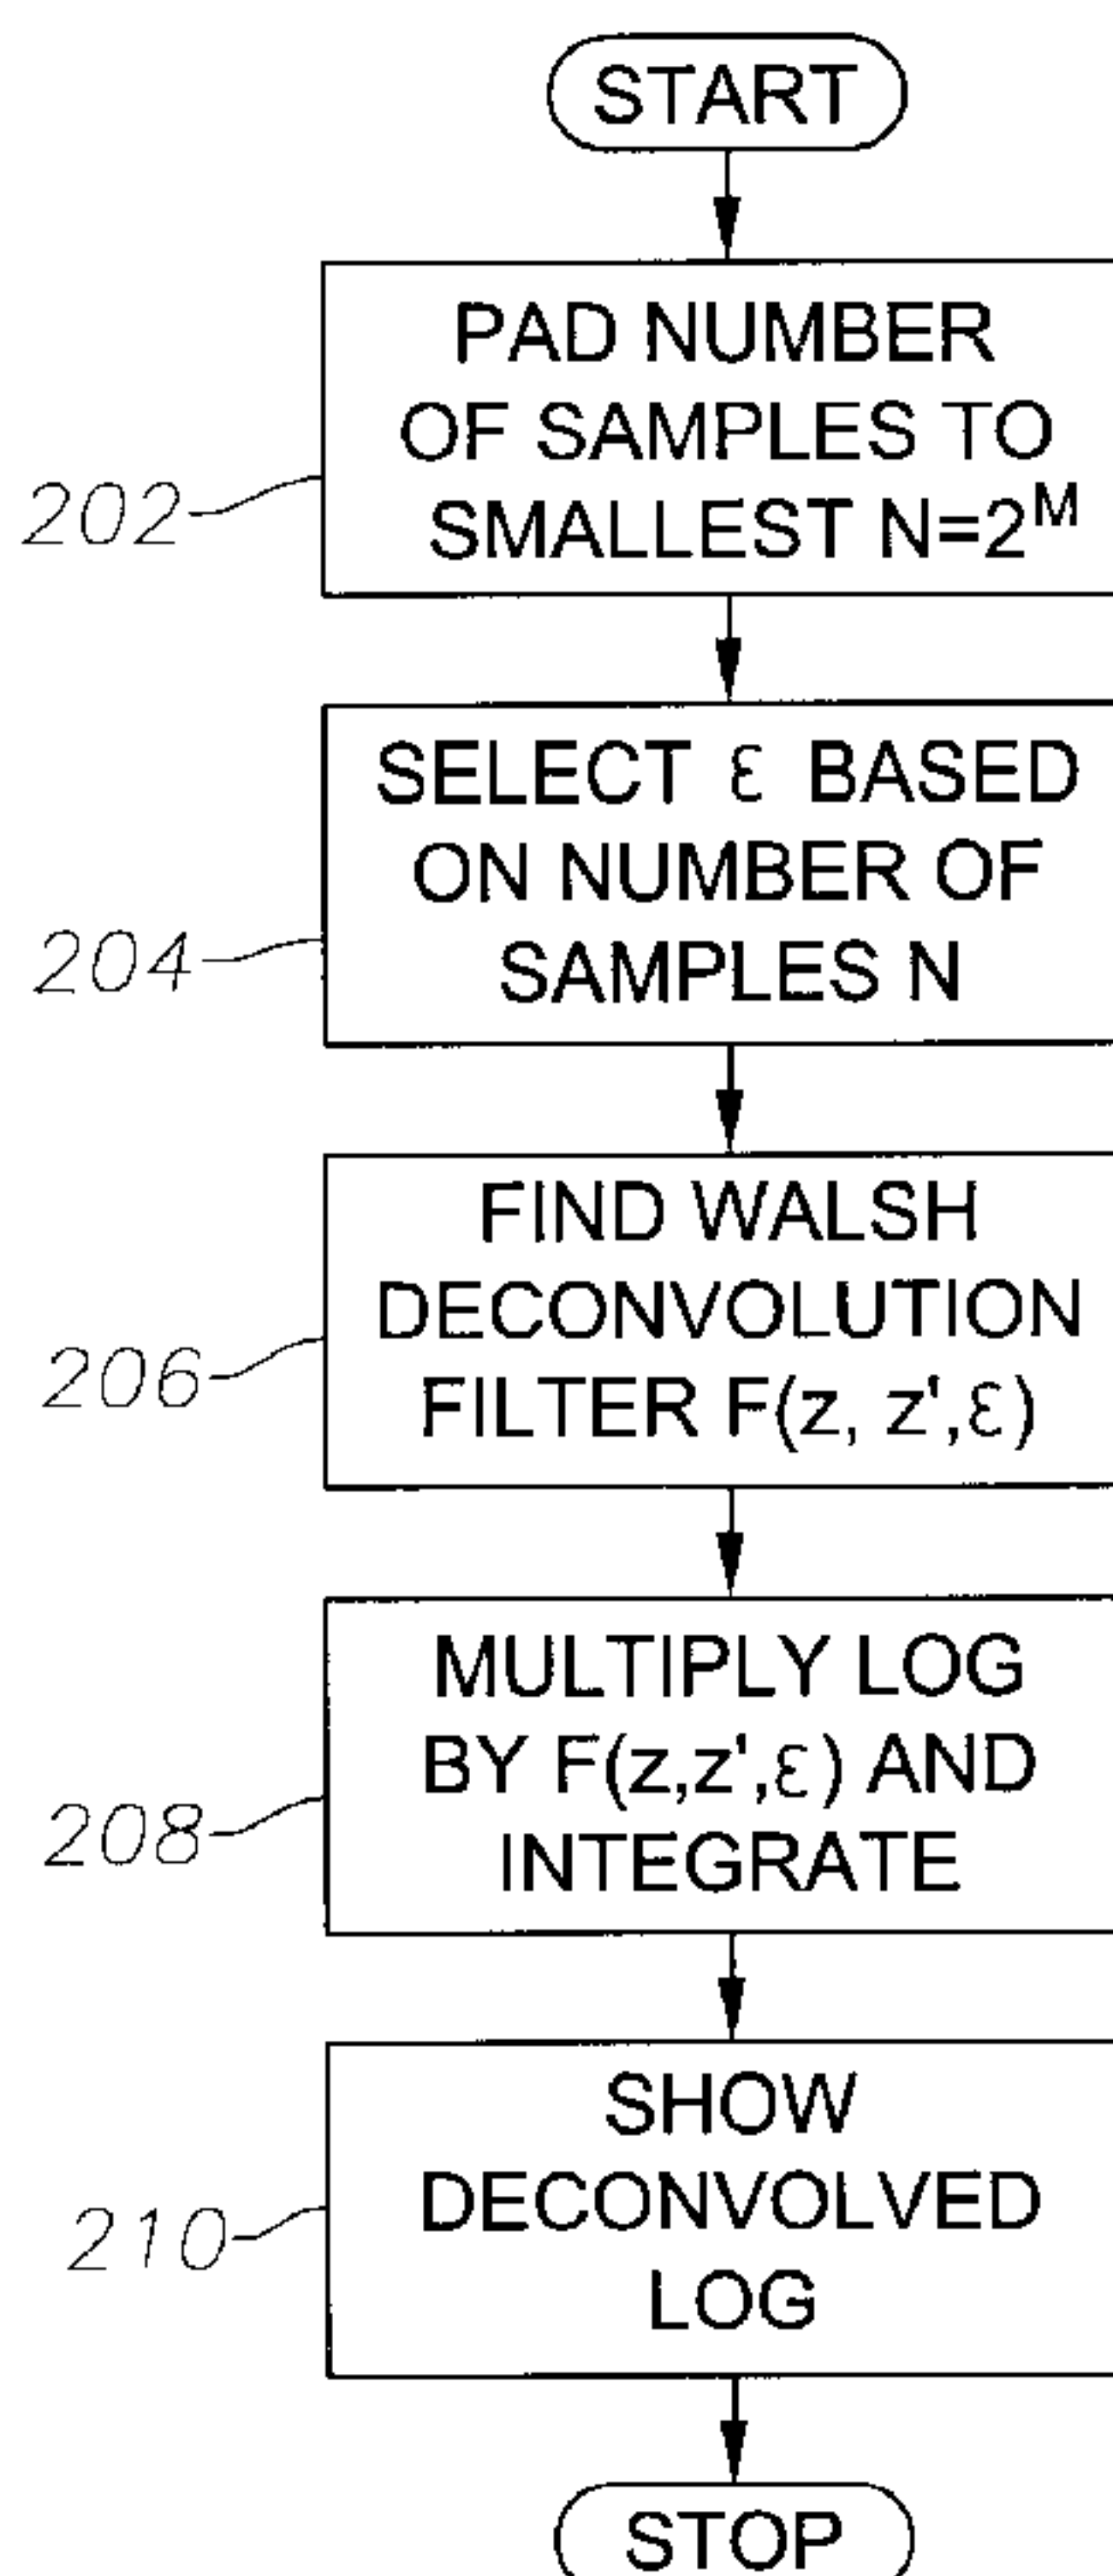 START
PAD NUMBER
OF SAMPLES TO
SMALLEST N=2^M
202
SELECT ε BASED
ON NUMBER OF
SAMPLES N
204
FIND WALSH
DECONVOLUTION
FILTER F(z, z',ε)
206
MULTIPLY LOG
BY F(z,z',ε) AND
INTEGRATE
208
SHOW
DECONVOLVED
LOG
210
STOP